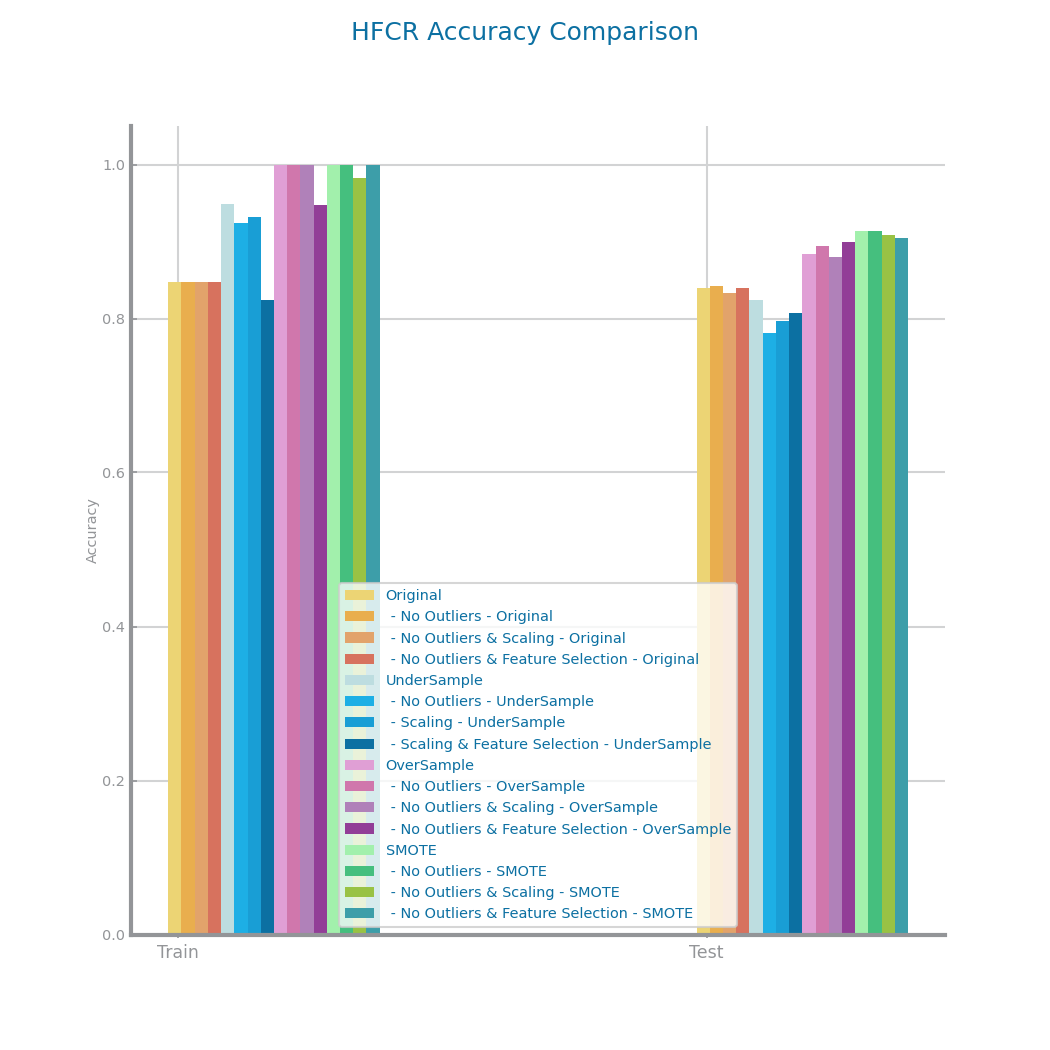 HFCR Accuracy Comparison
1.0
0.8
0.6
0.4
0.2
0.0
Accuracy
Original
- No Outliers - Original
- No Outliers & Scaling - Original
- No Outliers & Feature Selection - Original
UnderSample
- No Outliers - UnderSample
- Scaling - UnderSample
- Scaling & Feature Selection - UnderSample
OverSample
- No Outliers - OverSample
- No Outliers & Scaling - OverSample
- No Outliers & Feature Selection - OverSample
SMOTE
- No Outliers - SMOTE
- No Outliers & Scaling - SMOTE
- No Outliers & Feature Selection - SMOTE
Train
Test